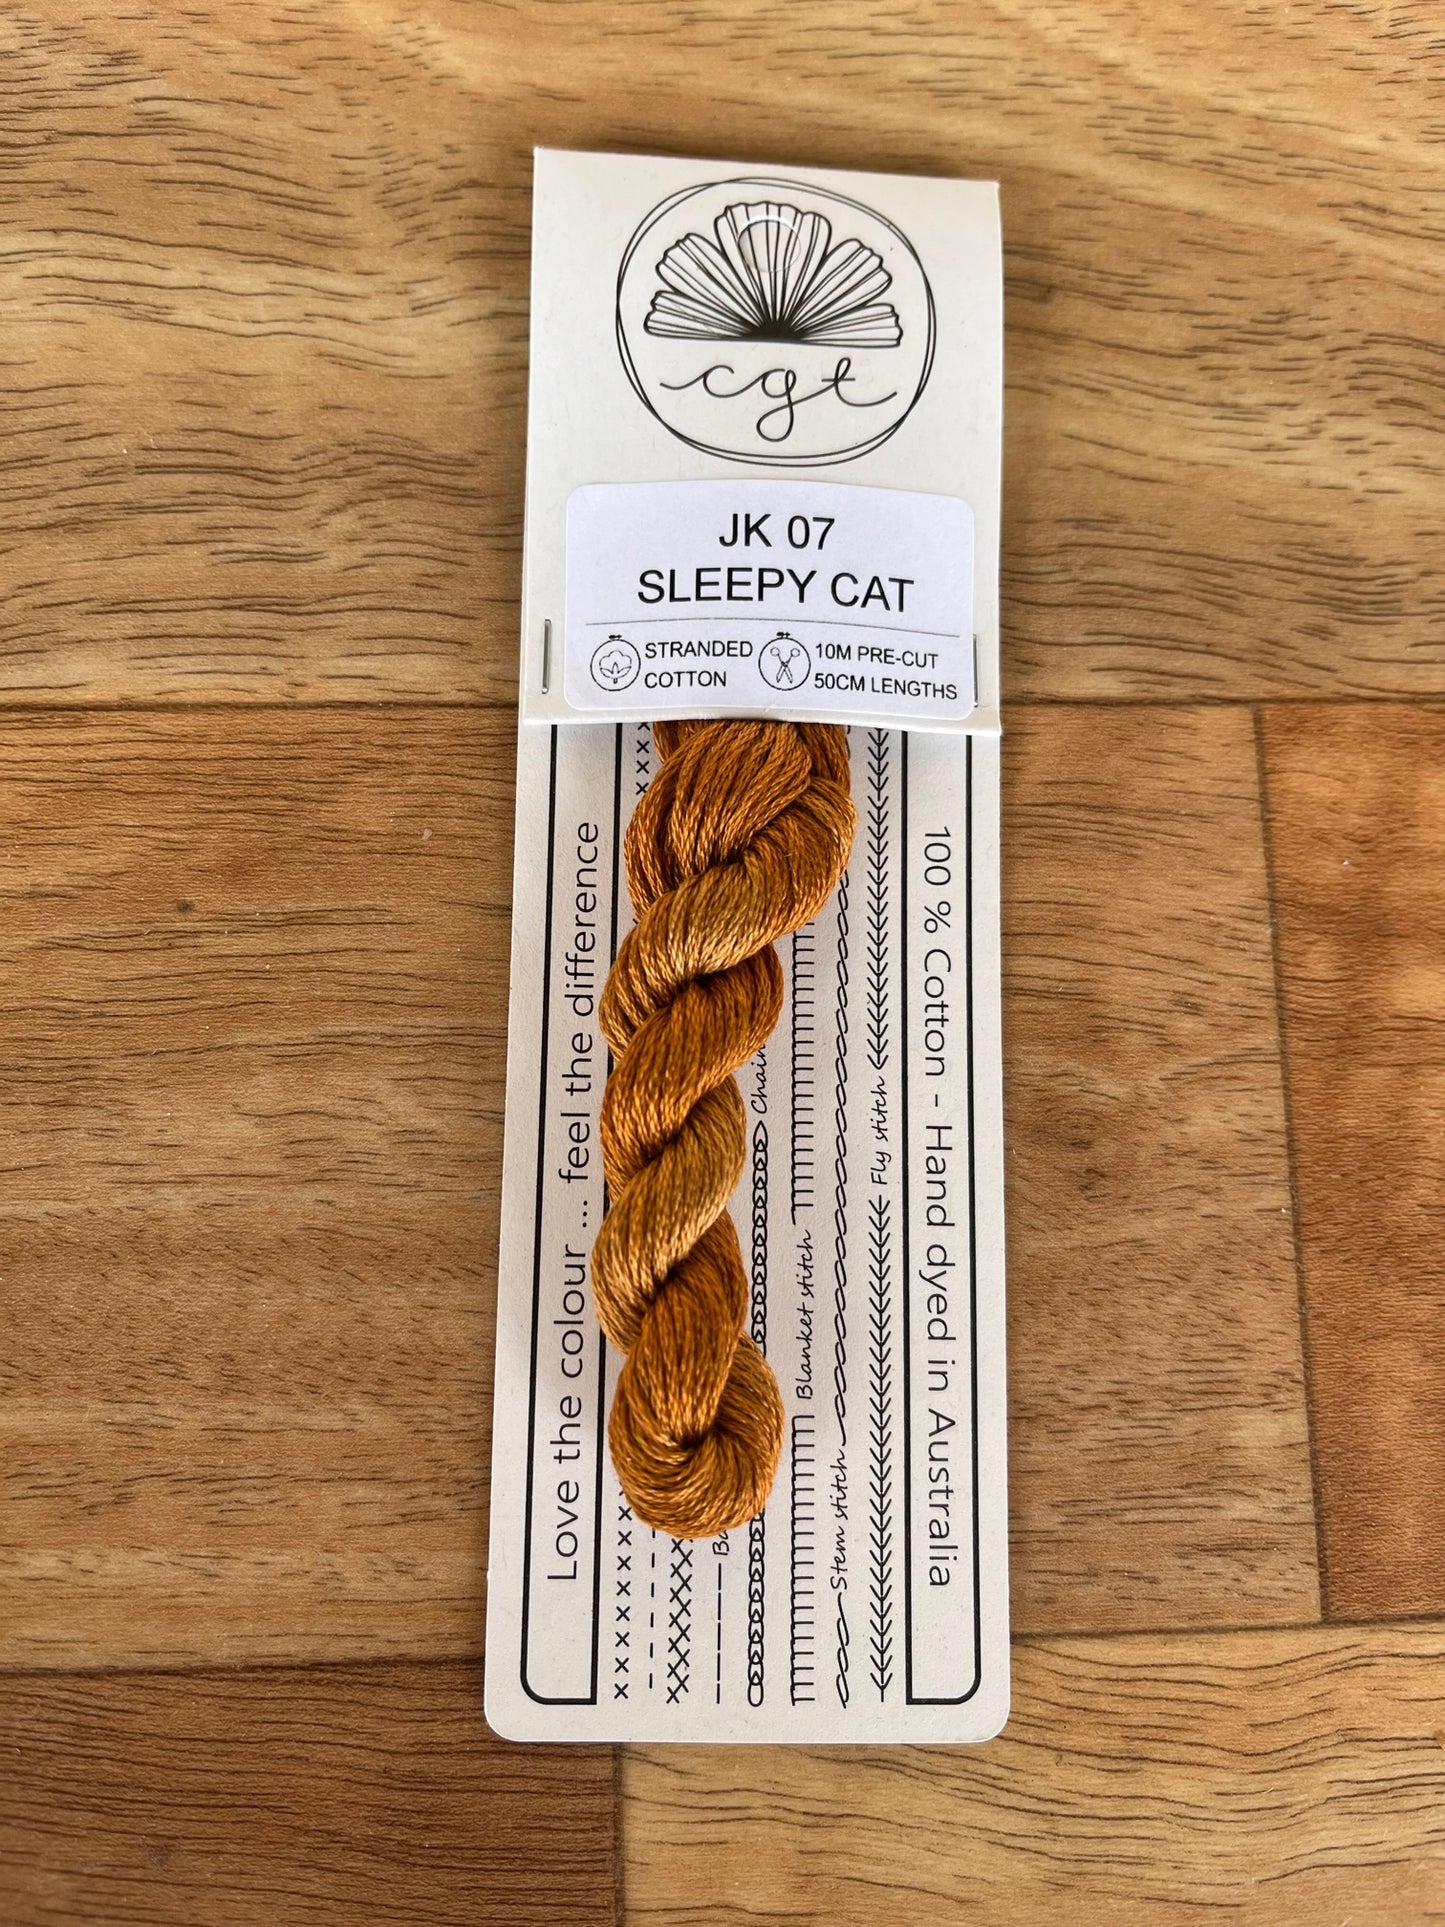 cgt
JK 07
SLEEPY CAT
STRANDED
COTTON
10M PRE-CUT
50CM LENGTHS
Love the colour ... feel the difference
Chain
Blanket stitch
Stem stitch
Fly stitch
100 % Cotton - Hand dyed in Australia